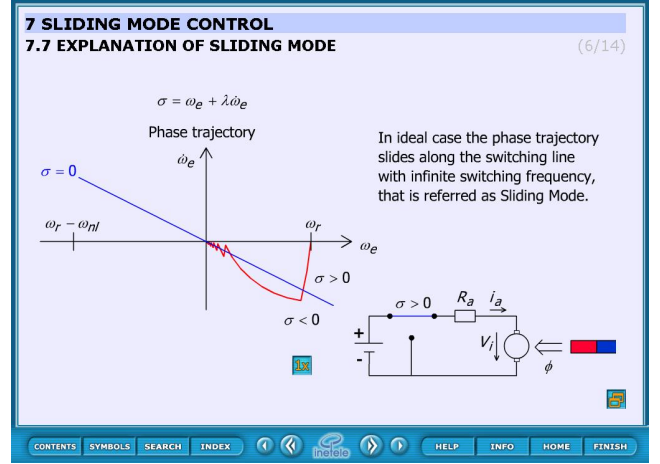 7 SLIDING MODE CONTROL
7.7 EXPLANATION OF SLIDING MODE
(6/14)
σ = ωe + λω̇e
Phase trajectory
ω̇e
σ = 0
ωr − ωnl
ωr
ωe
σ > 0
σ < 0
In ideal case the phase trajectory
slides along the switching line
with infinite switching frequency,
that is referred as Sliding Mode.
σ > 0
Ra
ia
+
-
Vi
ϕ
1x
CONTENTS
SYMBOLS
SEARCH
INDEX
inetele
HELP
INFO
HOME
FINISH